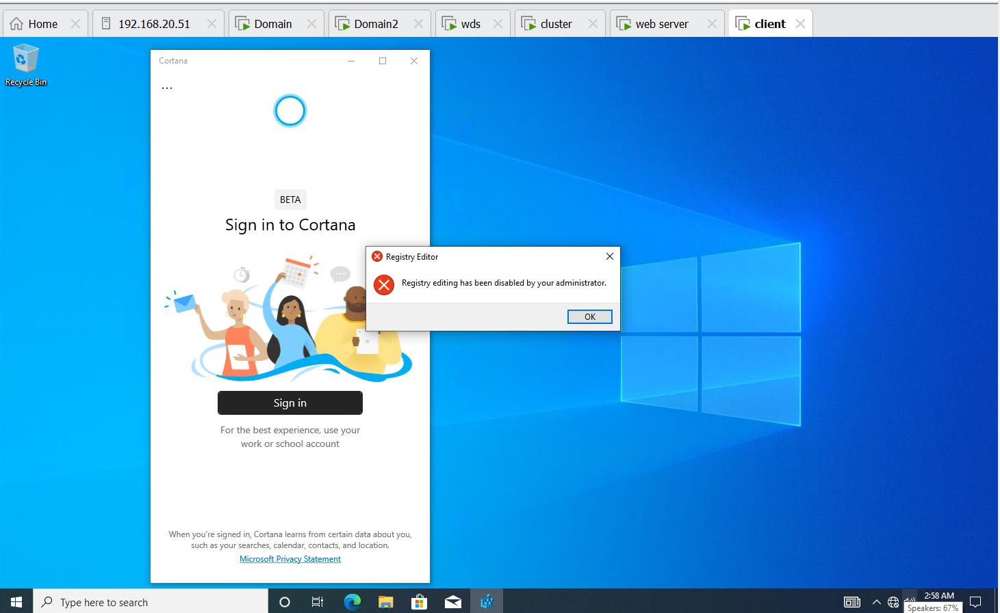 Home
192.168.20.51
Domain
Domain2
wds
cluster
web server
client
Recycle Bin
Cortana
...
BETA
Sign in to Cortana
Registry Editor
Registry editing has been disabled by your administrator.
OK
Sign in
For the best experience, use your
work or school account
When you're signed in, Cortana learns from certain data about you,
such as your searches, calendar, contacts, and location.
Microsoft Privacy Statement
Type here to search
2:58 AM
Speakers: 67%